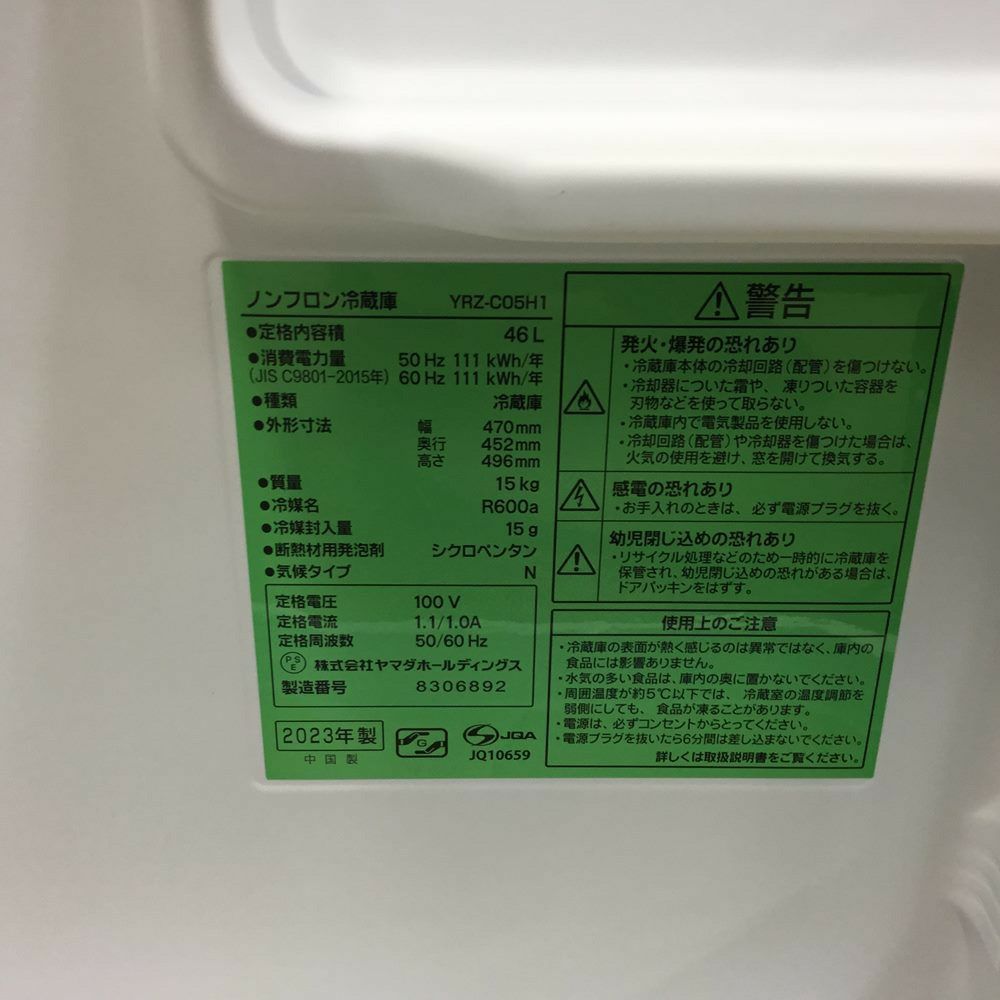 ノンフロン冷蔵庫 YRZ-C05H1
●定格内容積 46 L
●消費電力量 50 Hz 111 kWh/年
(JIS C9801-2015年) 60 Hz 111 kWh/年
●種類 冷蔵庫
●外形寸法 幅 470mm
奥行 452mm
高さ 496mm
●質量 15 kg
●冷媒名 R600a
●冷媒封入量 15 g
●断熱材用発泡剤 シクロペンタン
●気候タイプ N
定格電圧 100 V
定格電流 1.1/1.0A
定格周波数 50/60 Hz
PSE 株式会社ヤマダホールディングス
製造番号 8306892
2023年製
中国製
G
JQA
JQ10659
警告
発火・爆発の恐れあり
・冷蔵庫本体の冷却回路(配管)を傷つけない。
・冷却器についた霜や、凍りついた容器を
刃物などを使って取らない。
・冷蔵庫内で電気製品を使用しない。
・冷却回路(配管)や冷却器を傷つけた場合は、
火気の使用を避け、窓を開けて換気する。
感電の恐れあり
・お手入れのときは、必ず電源プラグを抜く。
幼児閉じ込めの恐れあり
・リサイクル処理などのため一時的に冷蔵庫を
保管され、幼児閉じ込めの恐れがある場合は、
ドアパッキンをはずす。
使用上のご注意
・冷蔵庫の表面が熱く感じるのは異常ではなく、庫内の
食品には影響ありません。
・水気の多い食品は、庫内の奥に置かないでください。
・周囲温度が約5℃以下では、冷蔵室の温度調節を
弱側にしても、食品が凍ることがあります。
・電源は、必ずコンセントからとってください。
・電源プラグを抜いたら6分間は差し込まないでください。
詳しくは取扱説明書をご覧ください。